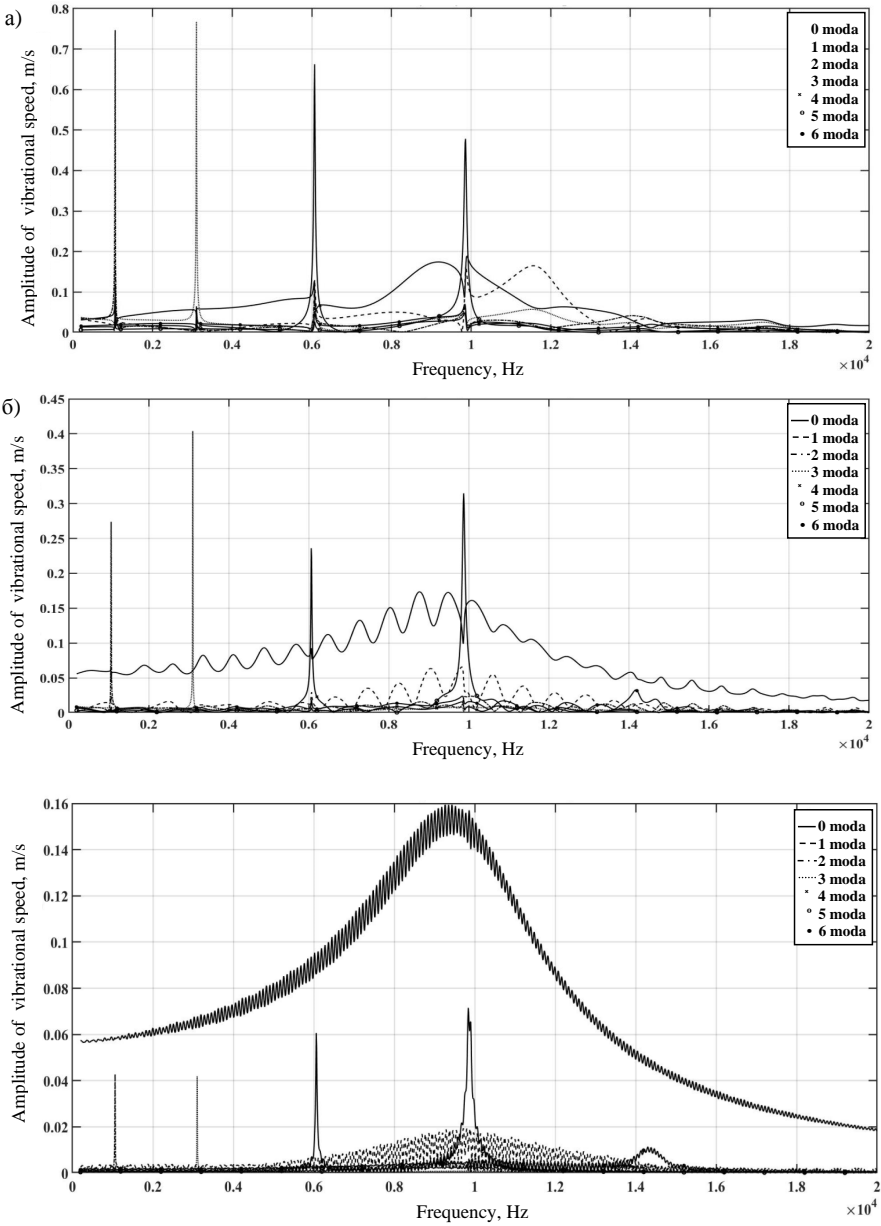 а)
0.8
0.7
0.6
0.5
0.4
0.3
0.2
0.1
0
Amplitude of vibrational speed, m/s
0 moda
1 moda
2 moda
3 moda
4 moda
5 moda
6 moda
0 0.2 0.4 0.6 0.8 1 1.2 1.4 1.6 1.8 2
Frequency, Hz
×10⁴
б)
0.45
0.4
0.35
0.3
0.25
0.2
0.15
0.1
0.05
0
Amplitude of vibrational speed, m/s
0 moda
1 moda
2 moda
3 moda
4 moda
5 moda
6 moda
0 0.2 0.4 0.6 0.8 1 1.2 1.4 1.6 1.8 2
Frequency, Hz
×10⁴
0.16
0.14
0.12
0.1
0.08
0.06
0.04
0.02
0
Amplitude of vibrational speed, m/s
0 moda
1 moda
2 moda
3 moda
4 moda
5 moda
6 moda
0 0.2 0.4 0.6 0.8 1 1.2 1.4 1.6 1.8 2
Frequency, Hz
×10⁴